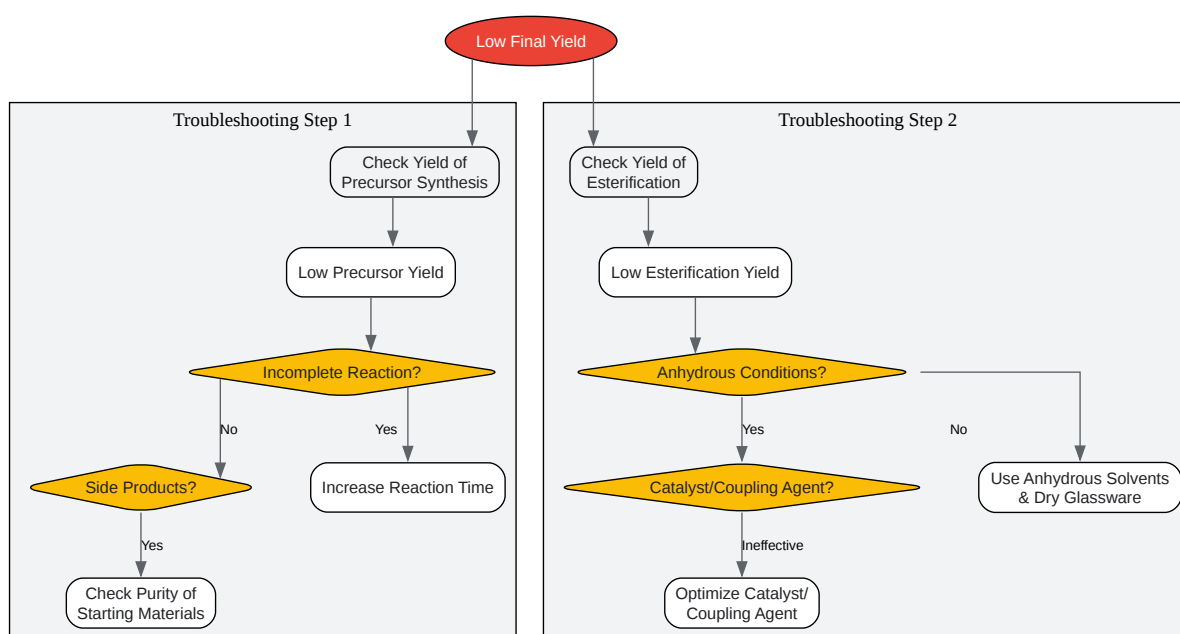 Low Final Yield
Troubleshooting Step 1
Check Yield of
Precursor Synthesis
Low Precursor Yield
Incomplete Reaction?
No
Yes
Side Products?
Increase Reaction Time
Yes
Check Purity of
Starting Materials
Troubleshooting Step 2
Check Yield of
Esterification
Low Esterification Yield
Anhydrous Conditions?
Yes
No
Catalyst/Coupling Agent?
Use Anhydrous Solvents
& Dry Glassware
Ineffective
Optimize Catalyst/
Coupling Agent